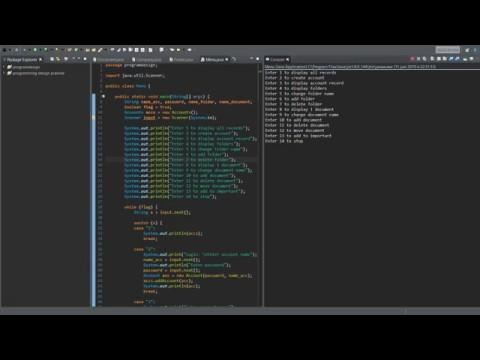 Package Explorer
programdesign
programming design practice
Document.java
Company.java
Folder.java
Menu.java
package programdesign;
import java.util.Scanner;
public class Menu {
public static void main(String[] args) {
String name_acc, password, name_folder, name_document;
boolean flag = true;
Accounts accs = new Accounts();
Scanner input = new Scanner(System.in);
System.out.println("Enter 1 to display all records");
System.out.println("Enter 2 to create account");
System.out.println("Enter 3 to display account record");
System.out.println("Enter 4 to display folders");
System.out.println("Enter 5 to change folder name");
System.out.println("Enter 6 to add folder");
System.out.println("Enter 7 to delete folder");
System.out.println("Enter 8 to display 1 document");
System.out.println("Enter 9 to change document name");
System.out.println("Enter 10 to add document");
System.out.println("Enter 11 to delete document");
System.out.println("Enter 12 to move document");
System.out.println("Enter 13 to add to important");
System.out.println("Enter 14 to stop");
while (flag) {
String a = input.next();
switch (a) {
case "1":
System.out.println(accs);
break;
case "2":
name_acc = input.next();
System.out.println("Enter password");
password = input.next();
Account acc = new Account(password, name_acc);
accs.addAccount(acc);
System.out.println(acc);
break;
case "3":
Console
Enter 1 to display all records
Enter 2 to create account
Enter 3 to display account record
Enter 4 to display folders
Enter 5 to change folder name
Enter 6 to add folder
Enter 7 to delete folder
Enter 8 to display 1 document
Enter 9 to change document name
Enter 10 to add document
Enter 11 to delete document
Enter 12 to move document
Enter 13 to add to important
Enter 14 to stop